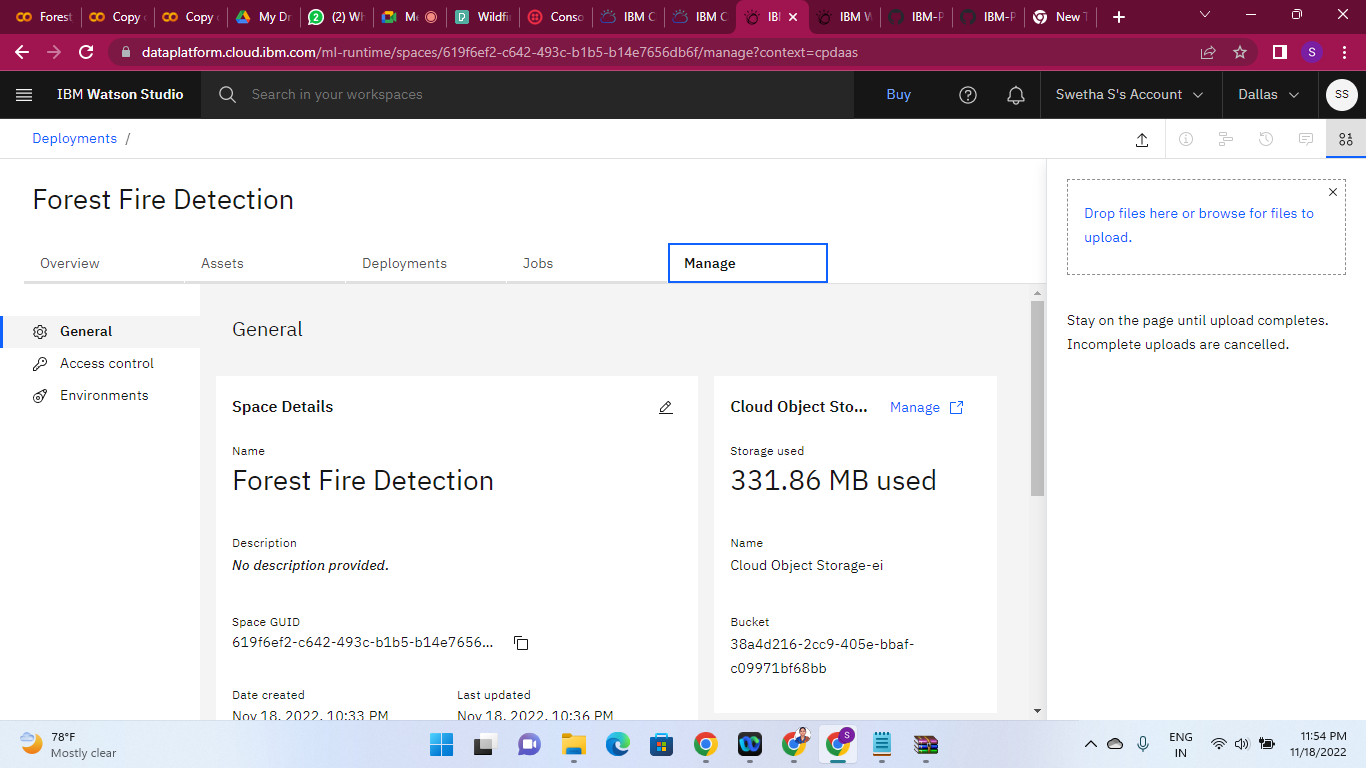 Forest
Copy
Copy
My Dr
(2) Wh
Me
Wildfi
Conso
IBM C
IBM C
IBM W
IBM-P
IBM-P
New T
dataplatform.cloud.ibm.com/ml-runtime/spaces/619f6ef2-c642-493c-b1b5-b14e7656db6f/manage?context=cpdaas
S
IBM Watson Studio
Search in your workspaces
Buy
Swetha S's Account
Dallas
SS
Deployments /
Forest Fire Detection
Drop files here or browse for files to
upload.
Overview
Assets
Deployments
Jobs
Manage
Stay on the page until upload completes.
Incomplete uploads are cancelled.
General
Access control
Environments
General
Space Details
Name
Forest Fire Detection
Description
No description provided.
Space GUID
619f6ef2-c642-493c-b1b5-b14e7656...
Date created
Nov 18, 2022, 10:33 PM
Last updated
Nov 18, 2022, 10:36 PM
Cloud Object Sto...
Manage
Storage used
331.86 MB used
Name
Cloud Object Storage-ei
Bucket
38a4d216-2cc9-405e-bbaf-
c09971bf68bb
78°F
Mostly clear
S
ENG
IN
11:54 PM
11/18/2022